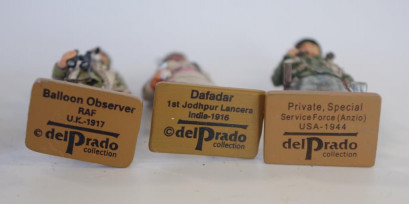 Balloon Observer
RAF
U.K.-1917
© delPrado
collection
Dafadar
1st Jodhpur Lancers
India-1916
© delPrado
collection
Private, Special
Service Force (Anzio)
USA-1944
delPrado
collection